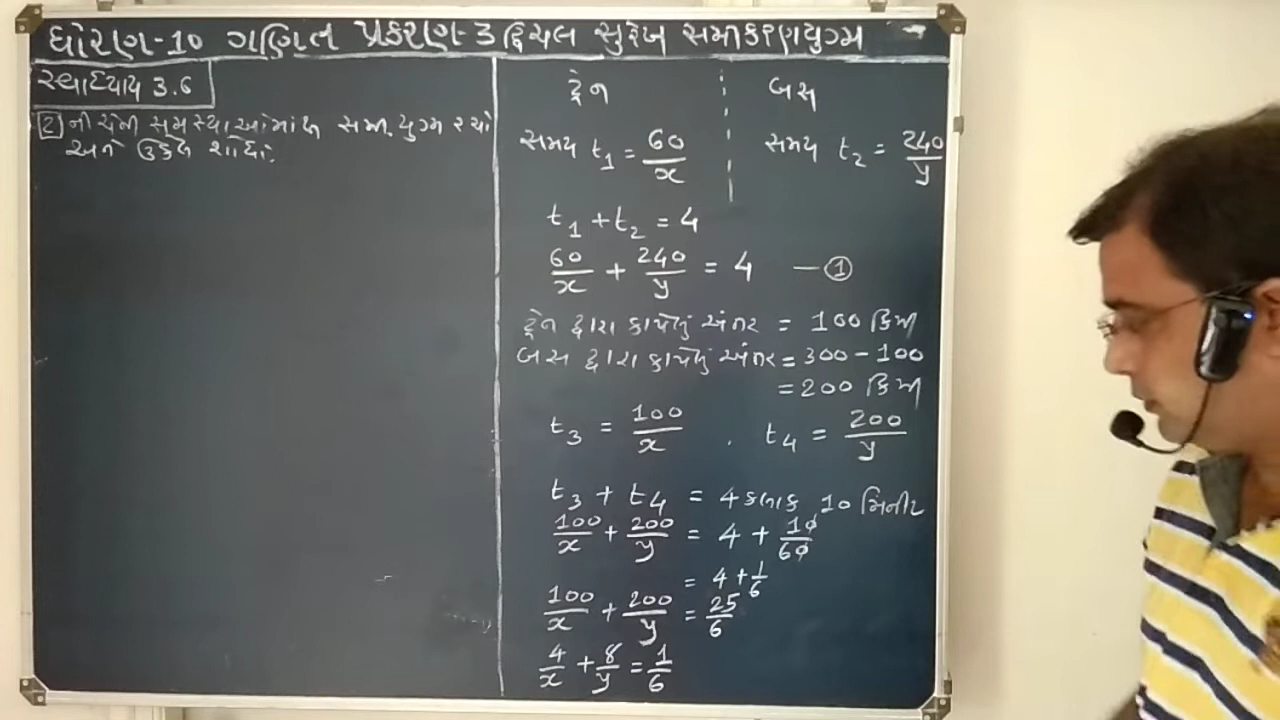 ધોરણ-10 ગણિત પ્રકરણ-3 દ્વિચલ સુરેખ સમીકરણયુગ્મ
સ્વાધ્યાય 3.6
2 નીચેની સમસ્યાઓમાંથી સમી. યુગ્મ રચો
અને ઉકેલ શોધો.
ટ્રેન બસ
સમય t₁ = 60/x સમય t₂ = 240/y
t₁ + t₂ = 4
60/x + 240/y = 4 — ①
ટ્રેન દ્વારા કાપેલું અંતર = 100 કિમી
બસ દ્વારા કાપેલું અંતર = 300 - 100
= 200 કિમી
t₃ = 100/x . t₄ = 200/y
t₃ + t₄ = 4 કલાક 10 મિનીટ
100/x + 200/y = 4 + 10/60
= 4 + 1/6
100/x + 200/y = 25/6
4/x + 8/y = 1/6